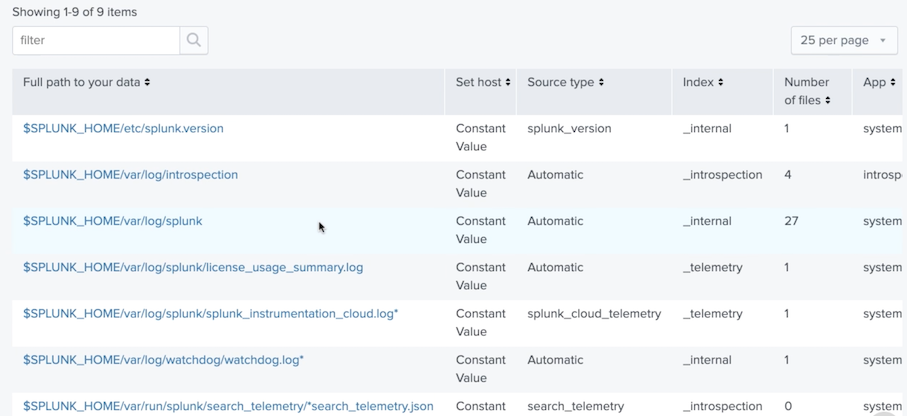 Showing 1-9 of 9 items
filter
25 per page
Full path to your data Set host Source type Index Number of files App
$SPLUNK_HOME/etc/splunk.version Constant Value splunk_version _internal 1 system
$SPLUNK_HOME/var/log/introspection Constant Value Automatic _introspection 4 introsp
$SPLUNK_HOME/var/log/splunk Constant Value Automatic _internal 27 system
$SPLUNK_HOME/var/log/splunk/license_usage_summary.log Constant Value Automatic _telemetry 1 system
$SPLUNK_HOME/var/log/splunk/splunk_instrumentation_cloud.log* Constant Value splunk_cloud_telemetry _telemetry 1 system
$SPLUNK_HOME/var/log/watchdog/watchdog.log* Constant Value Automatic _internal 1 system
$SPLUNK_HOME/var/run/splunk/search_telemetry/*search_telemetry.json Constant search_telemetry _introspection 0 system